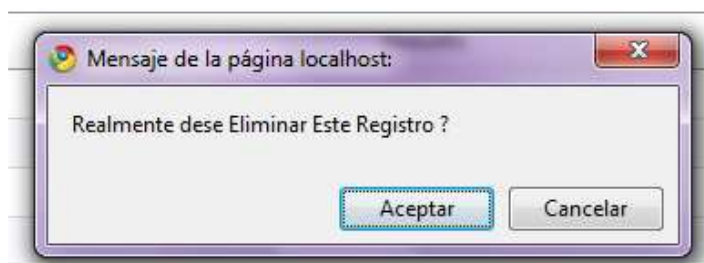 Mensaje de la página localhost:
Realmente dese Eliminar Este Registro ?
Aceptar
Cancelar